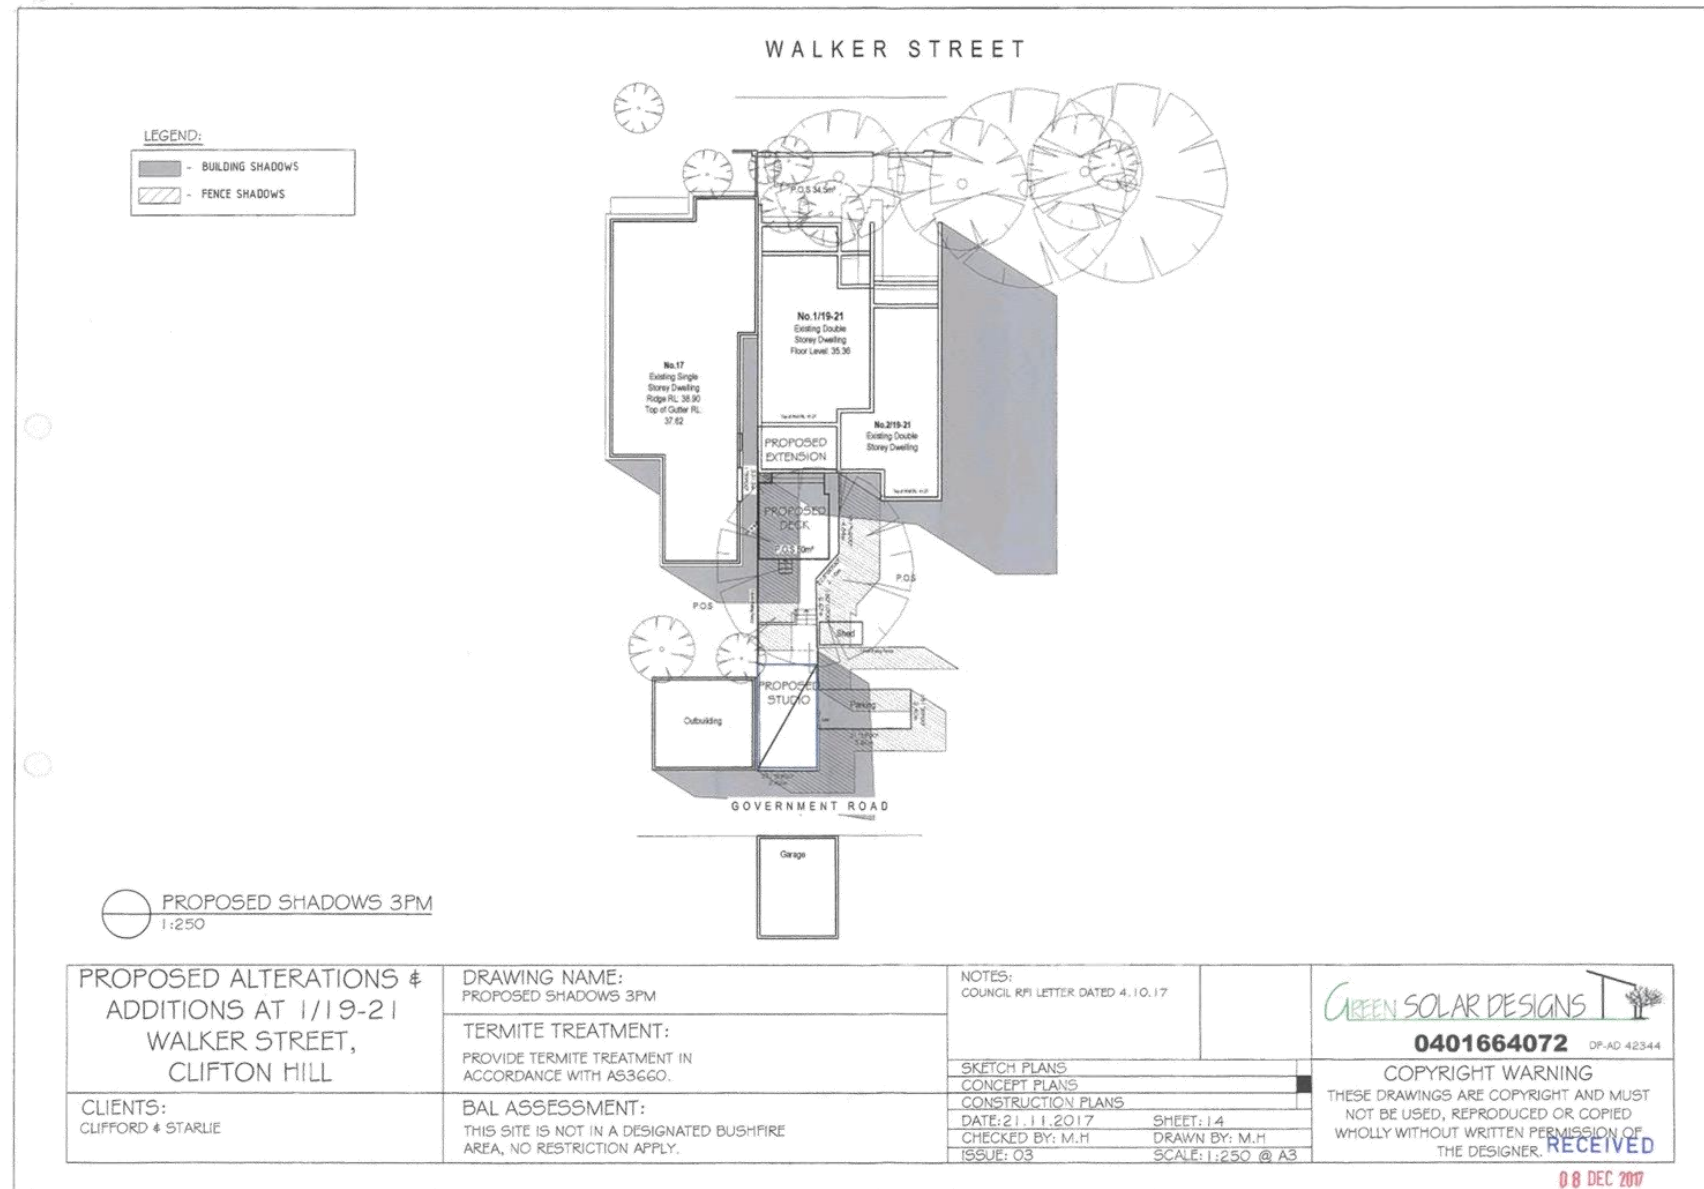 WALKER STREET
LEGEND:
- BUILDING SHADOWS
- FENCE SHADOWS
P.O.S 34.5m²
No.1/19-21
Existing Double
Storey Dwelling
Floor Level: 35.36
No.17
Existing Single
Storey Dwelling
Ridge RL: 38.90
Top of Gutter RL:
37.62
No.2/19-21
Existing Double
Storey Dwelling
PROPOSED
EXTENSION
PROPOSED
DECK
P.O.S
P.O.S
P.O.S
Shed
PROPOSED
STUDIO
Parking
Outbuilding
GOVERNMENT ROAD
Garage
PROPOSED SHADOWS 3PM
1:250
PROPOSED ALTERATIONS &
ADDITIONS AT 1/19-21
WALKER STREET,
CLIFTON HILL
CLIENTS:
CLIFFORD & STARLIE
DRAWING NAME:
PROPOSED SHADOWS 3PM
TERMITE TREATMENT:
PROVIDE TERMITE TREATMENT IN
ACCORDANCE WITH AS3660.
BAL ASSESSMENT:
THIS SITE IS NOT IN A DESIGNATED BUSHFIRE
AREA, NO RESTRICTION APPLY.
NOTES:
COUNCIL RFI LETTER DATED 4.10.17
SKETCH PLANS
CONCEPT PLANS
CONSTRUCTION PLANS
DATE:21.11.2017 SHEET:14
CHECKED BY: M.H DRAWN BY: M.H
ISSUE: 03 SCALE:1:250 @ A3
GREEN SOLAR DESIGNS
0401664072 DP-AD 42344
COPYRIGHT WARNING
THESE DRAWINGS ARE COPYRIGHT AND MUST
NOT BE USED, REPRODUCED OR COPIED
WHOLLY WITHOUT WRITTEN PERMISSION OF
THE DESIGNER.
RECEIVED
08 DEC 2017